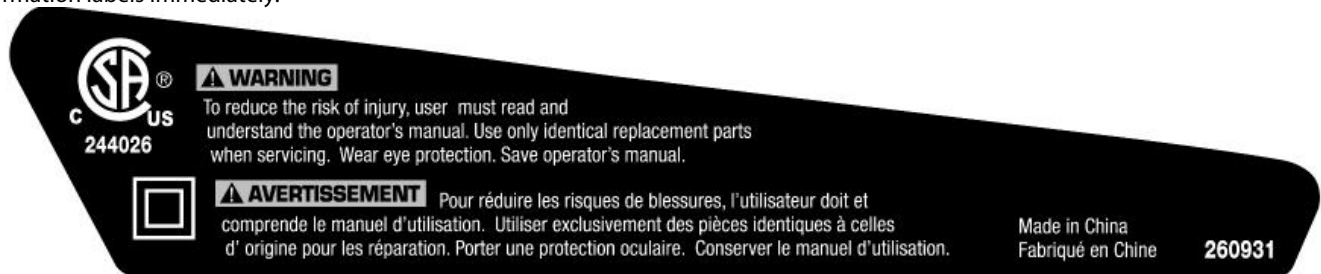 rmation labels immediately.
CSA ®
C US
244026
WARNING
To reduce the risk of injury, user must read and
understand the operator's manual. Use only identical replacement parts
when servicing. Wear eye protection. Save operator's manual.
AVERTISSEMENT Pour réduire les risques de blessures, l'utilisateur doit et
comprende le manuel d'utilisation. Utiliser exclusivement des pièces identiques à celles
d' origine pour les réparation. Porter une protection oculaire. Conserver le manuel d'utilisation.
Made in China
Fabriqué en Chine 260931